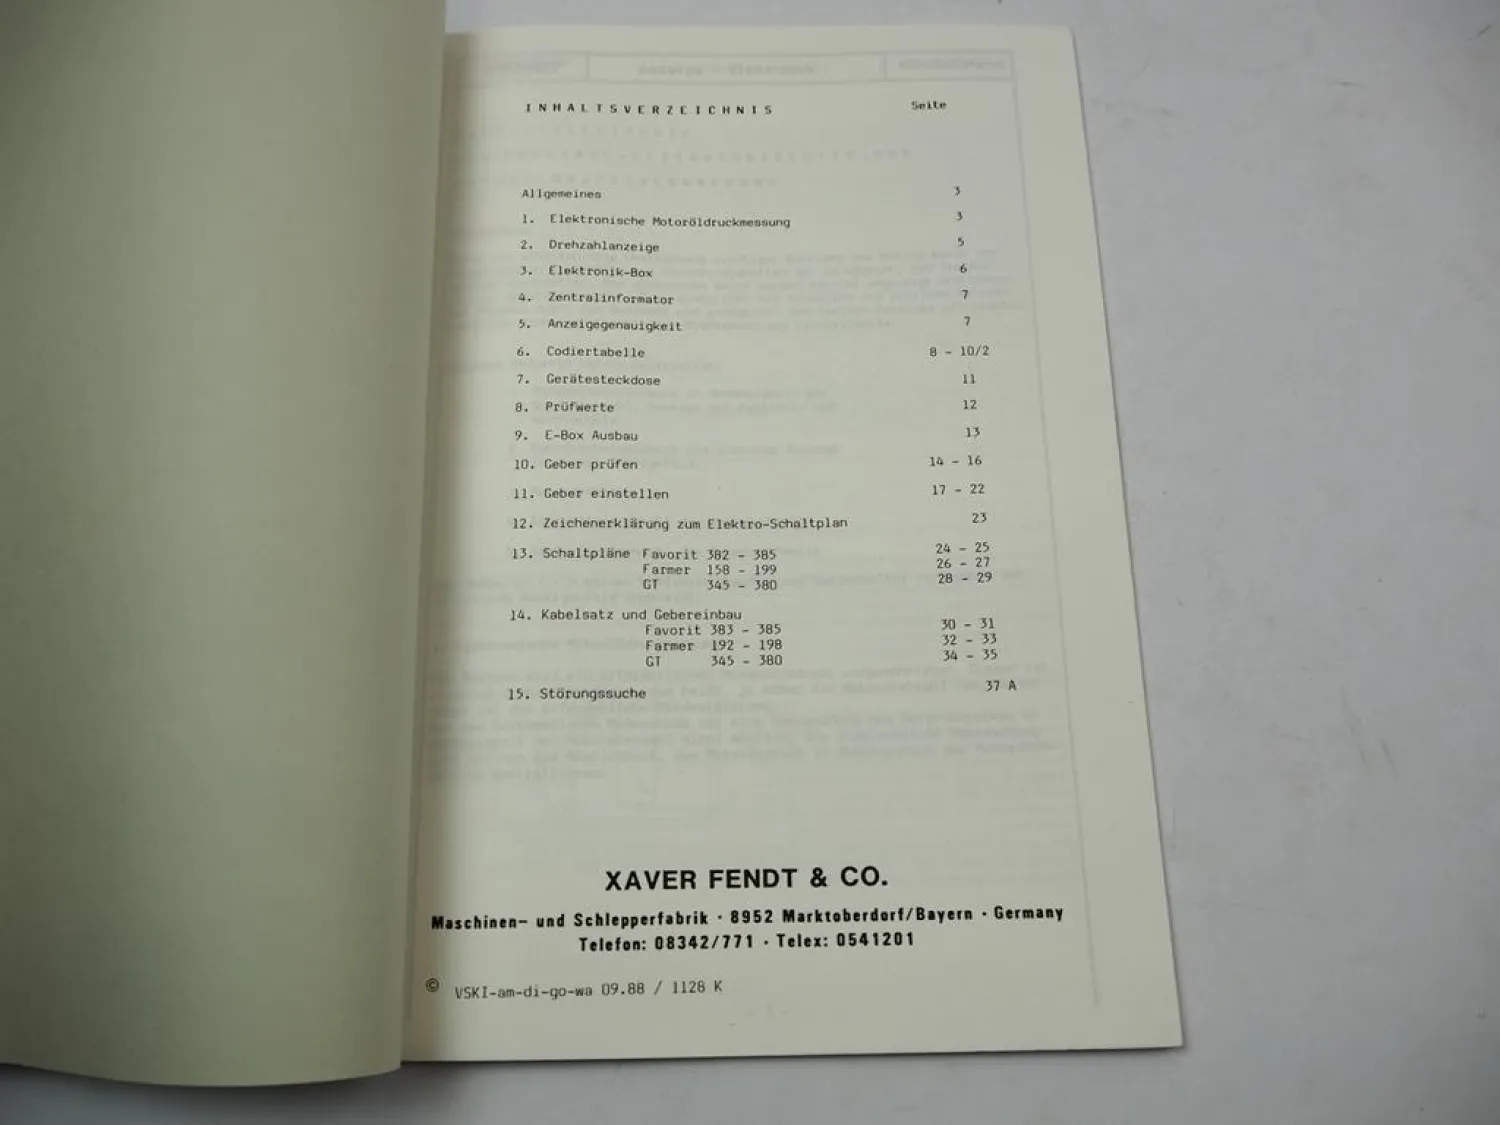 INHALTSVERZEICHNIS Seite
Allgemeines 3
1. Elektronische Motoröldruckmessung 3
2. Drehzahlanzeige 5
3. Elektronik-Box 6
4. Zentralinformator 7
5. Anzeigegenauigkeit 7
6. Codiertabelle 8 - 10/2
7. Gerätesteckdose 11
8. Prüfwerte 12
9. E-Box Ausbau 13
10. Geber prüfen 14 - 16
11. Geber einstellen 17 - 22
12. Zeichenerklärung zum Elektro-Schaltplan 23
13. Schaltpläne Favorit 382 - 385 24 - 25
Farmer 158 - 199 26 - 27
GT 345 - 380 28 - 29
14. Kabelsatz und Gebereinbau
Favorit 383 - 385 30 - 31
Farmer 192 - 198 32 - 33
GT 345 - 380 34 - 35
15. Störungssuche 37 A
XAVER FENDT & CO.
Maschinen- und Schlepperfabrik · 8952 Marktoberdorf/Bayern · Germany
Telefon: 08342/771 · Telex: 0541201
© VSKI-am-di-go-wa 09.88 / 1128 K